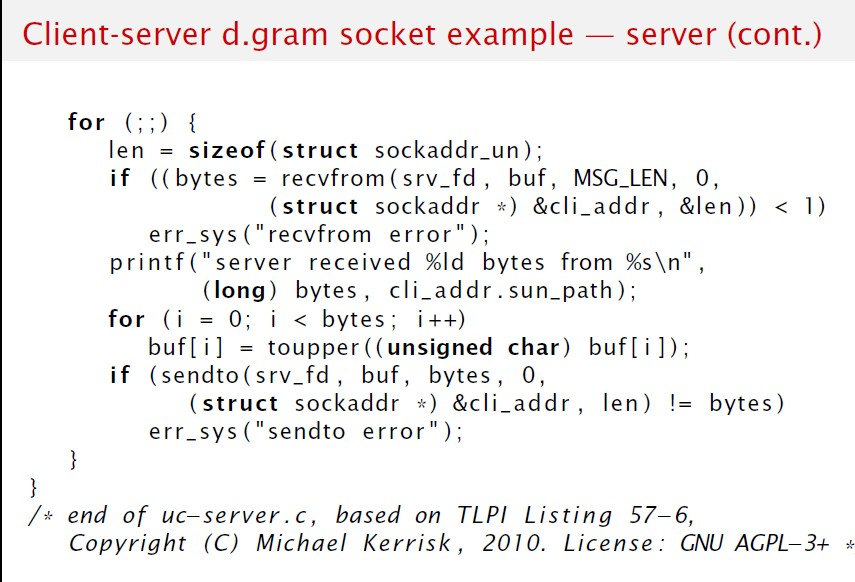 Client-server d.gram socket example — server (cont.)
for (;;) {
len = sizeof(struct sockaddr_un);
if ((bytes = recvfrom(srv_fd, buf, MSG_LEN, 0,
(struct sockaddr *) &cli_addr, &len)) < 1)
err_sys("recvfrom error");
printf("server received %ld bytes from %s\n",
(long) bytes, cli_addr.sun_path);
for (i = 0; i < bytes; i++)
buf[i] = toupper((unsigned char) buf[i]);
if (sendto(srv_fd, buf, bytes, 0,
(struct sockaddr *) &cli_addr, len) != bytes)
err_sys("sendto error");
}
}
/* end of uc-server.c, based on TLPI Listing 57-6,
Copyright (C) Michael Kerrisk, 2010. License: GNU AGPL-3+ *